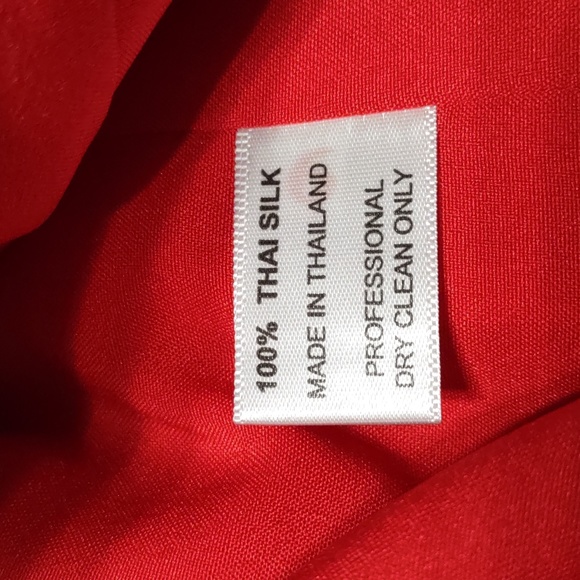 100% THAI SILK
MADE IN THAILAND
PROFESSIONAL
DRY CLEAN ONLY